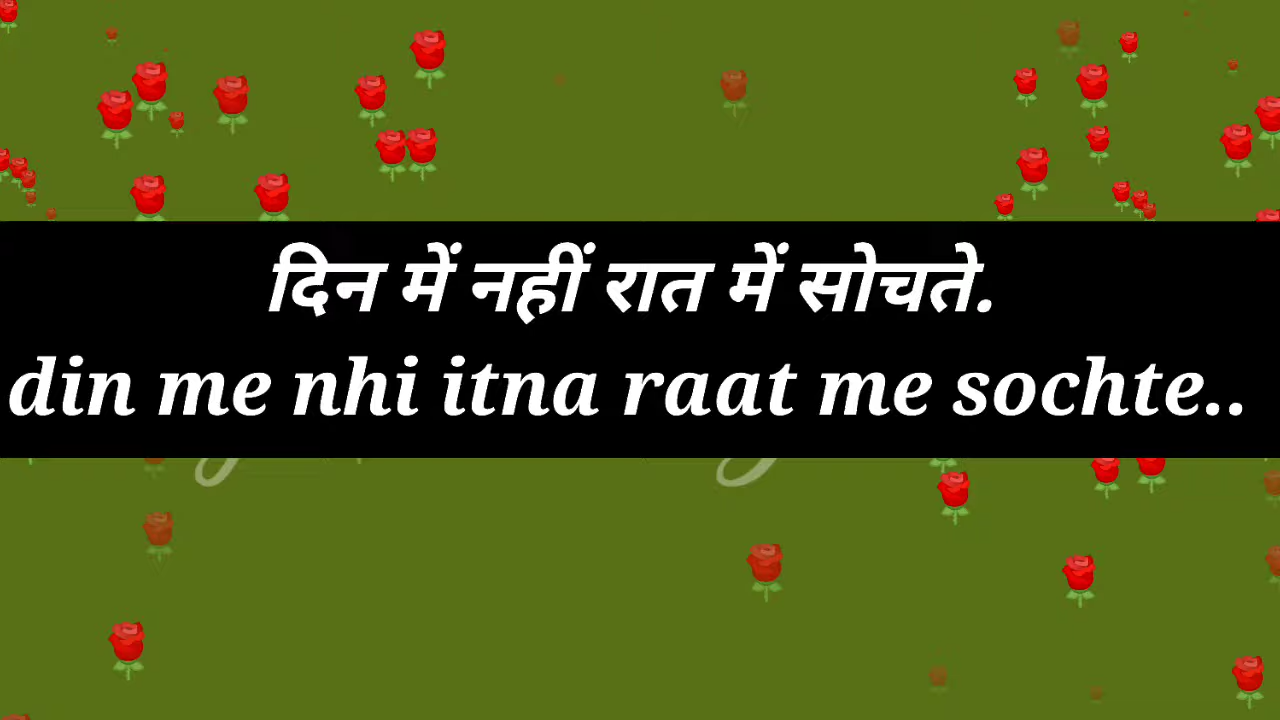 दिन में नहीं रात में सोचते.
din me nhi itna raat me sochte..